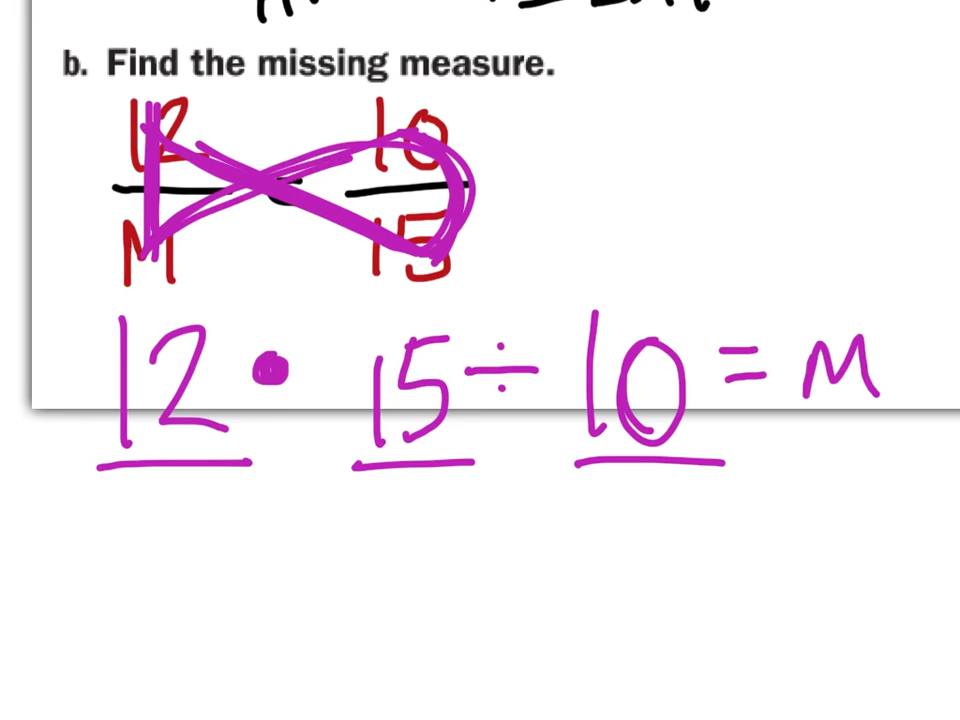 b. Find the missing measure.
12 10
M 15
12 • 15 ÷ 10 = M